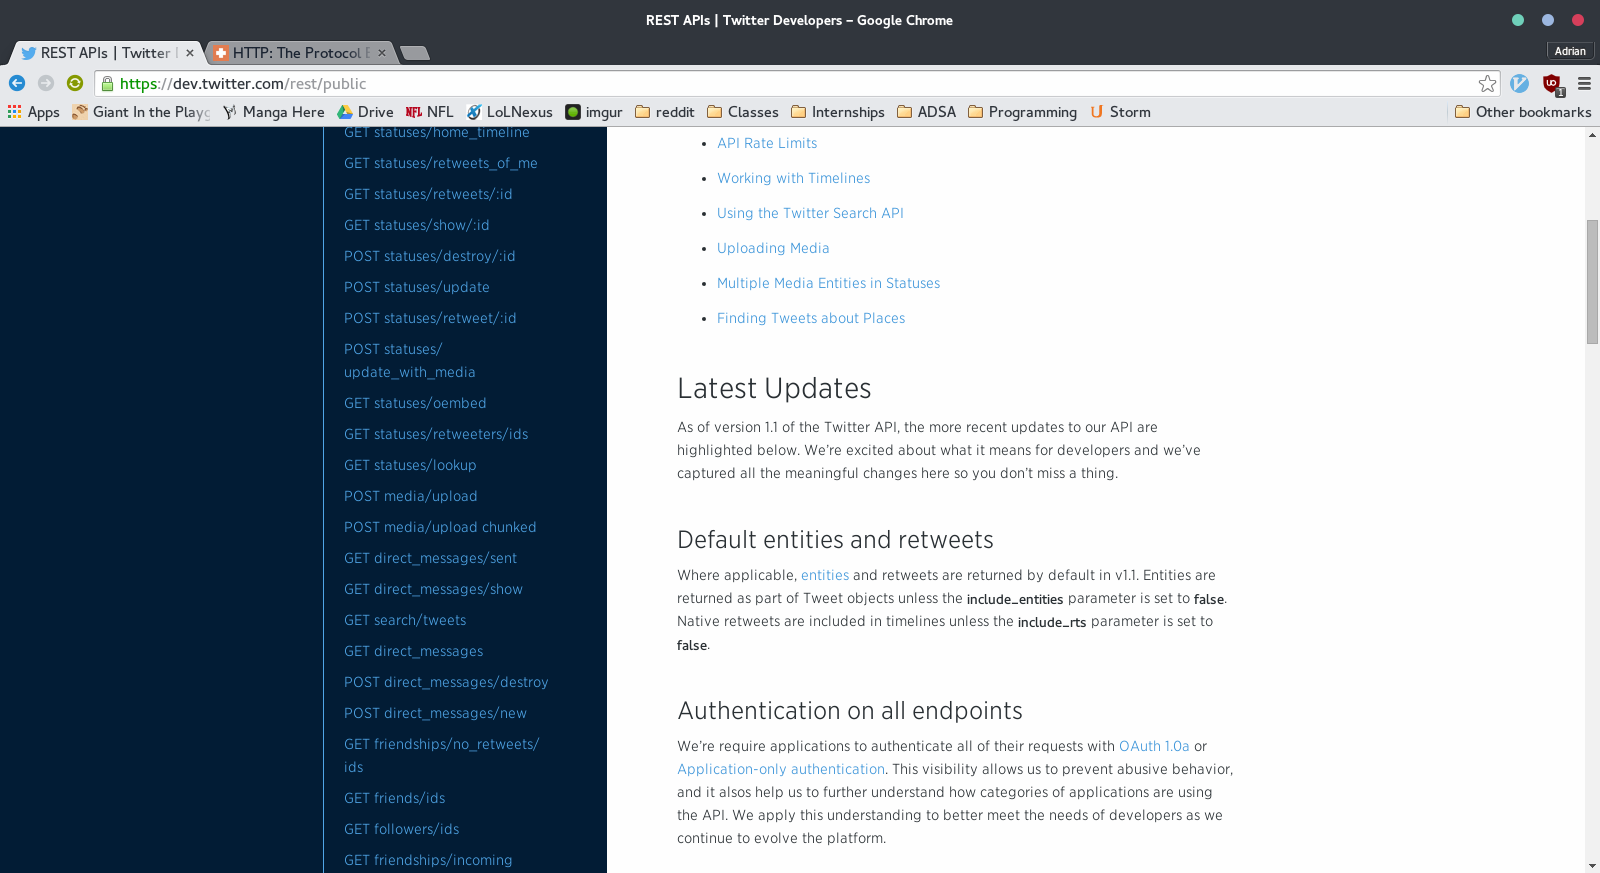 REST APIs | Twitter Developers – Google Chrome
REST APIs | Twitter
HTTP: The Protocol
Adrian
https://dev.twitter.com/rest/public
1
Apps Giant In the Playg Manga Here Drive NFL LoLNexus imgur reddit Classes Internships ADSA Programming Storm Other bookmarks
GET statuses/home_timeline
GET statuses/retweets_of_me
GET statuses/retweets/:id
GET statuses/show/:id
POST statuses/destroy/:id
POST statuses/update
POST statuses/retweet/:id
POST statuses/
update_with_media
GET statuses/oembed
GET statuses/retweeters/ids
GET statuses/lookup
POST media/upload
POST media/upload chunked
GET direct_messages/sent
GET direct_messages/show
GET search/tweets
GET direct_messages
POST direct_messages/destroy
POST direct_messages/new
GET friendships/no_retweets/
ids
GET friends/ids
GET followers/ids
GET friendships/incoming
• API Rate Limits
• Working with Timelines
• Using the Twitter Search API
• Uploading Media
• Multiple Media Entities in Statuses
• Finding Tweets about Places
Latest Updates
As of version 1.1 of the Twitter API, the more recent updates to our API are
highlighted below. We’re excited about what it means for developers and we’ve
captured all the meaningful changes here so you don’t miss a thing.
Default entities and retweets
Where applicable, entities and retweets are returned by default in v1.1. Entities are
returned as part of Tweet objects unless the include_entities parameter is set to false.
Native retweets are included in timelines unless the include_rts parameter is set to
false.
Authentication on all endpoints
We’re require applications to authenticate all of their requests with OAuth 1.0a or
Application-only authentication. This visibility allows us to prevent abusive behavior,
and it alsos help us to further understand how categories of applications are using
the API. We apply this understanding to better meet the needs of developers as we
continue to evolve the platform.